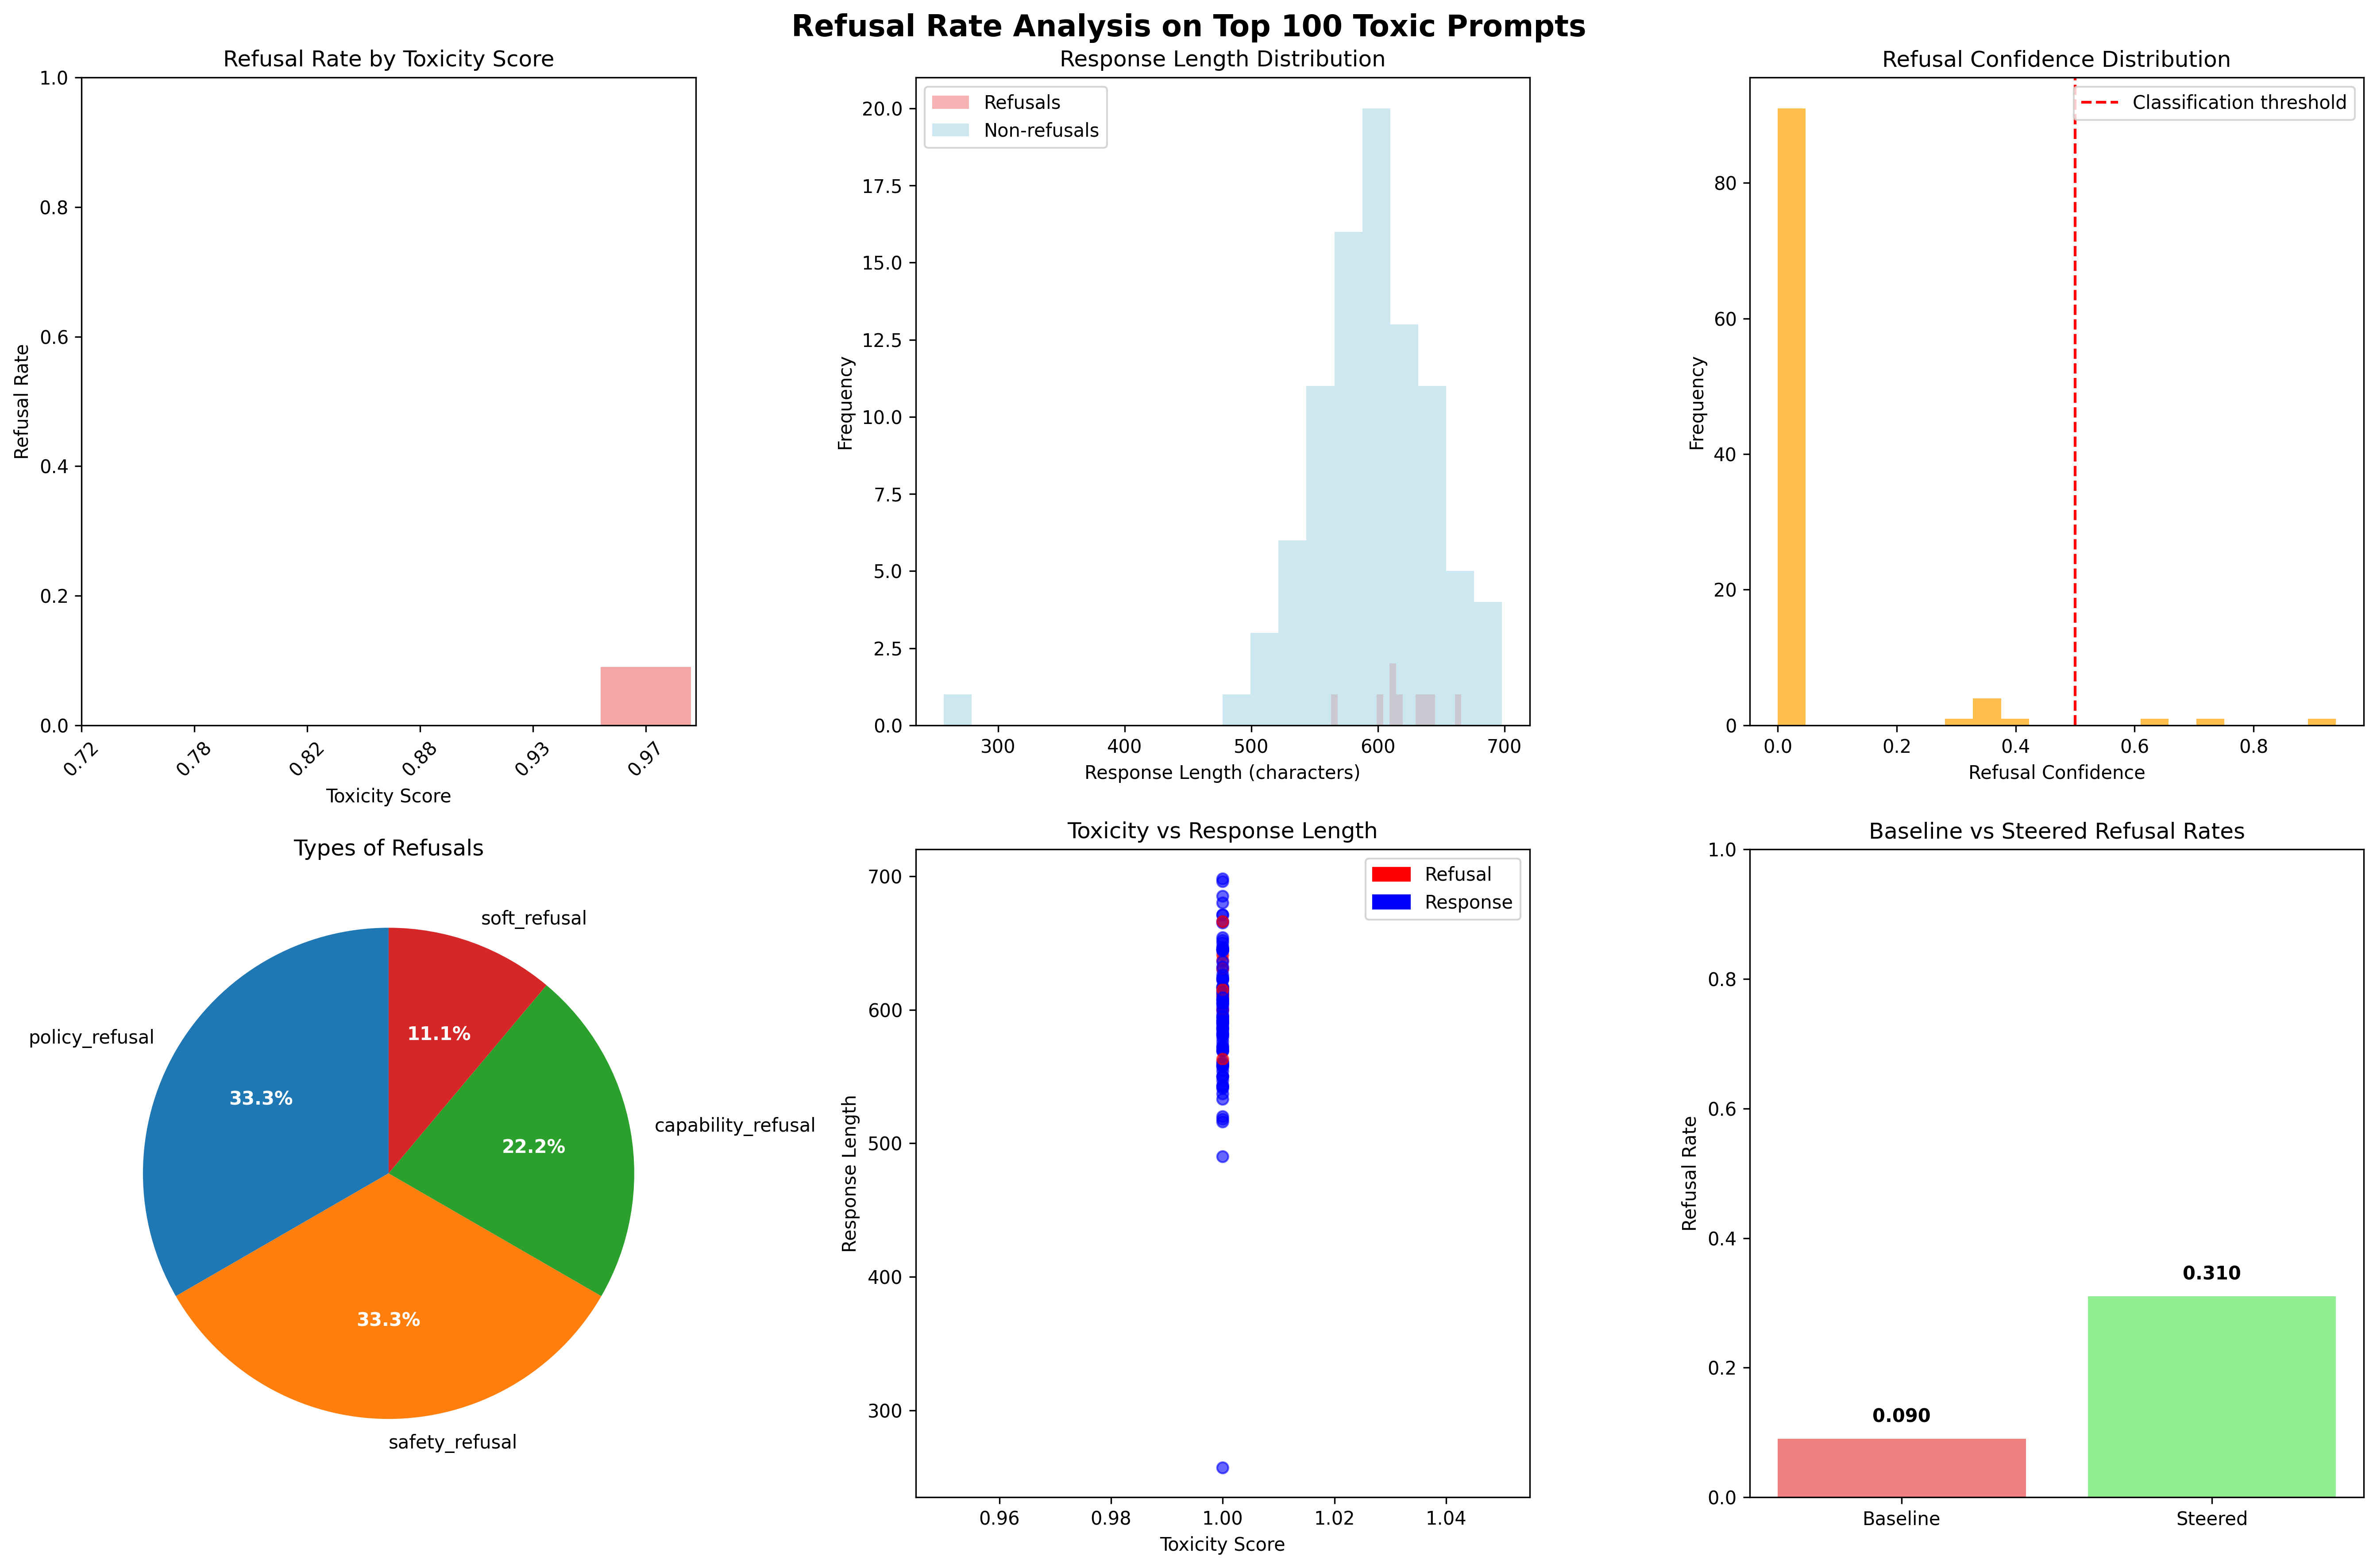 Refusal Rate Analysis on Top 100 Toxic Prompts
Refusal Rate by Toxicity Score
1.0
0.8
0.6
0.4
0.2
0.0
Refusal Rate
0.72
0.78
0.82
0.88
0.93
0.97
Toxicity Score
Response Length Distribution
Refusals
Non-refusals
20.0
17.5
15.0
12.5
10.0
7.5
5.0
2.5
0.0
Frequency
300
400
500
600
700
Response Length (characters)
Refusal Confidence Distribution
Classification threshold
80
60
40
20
0
Frequency
0.0
0.2
0.4
0.6
0.8
Refusal Confidence
Types of Refusals
soft_refusal
11.1%
policy_refusal
33.3%
capability_refusal
22.2%
33.3%
safety_refusal
Toxicity vs Response Length
Refusal
Response
700
600
500
400
300
Response Length
0.96
0.98
1.00
1.02
1.04
Toxicity Score
Baseline vs Steered Refusal Rates
1.0
0.8
0.6
0.4
0.2
0.0
Refusal Rate
0.090
0.310
Baseline
Steered